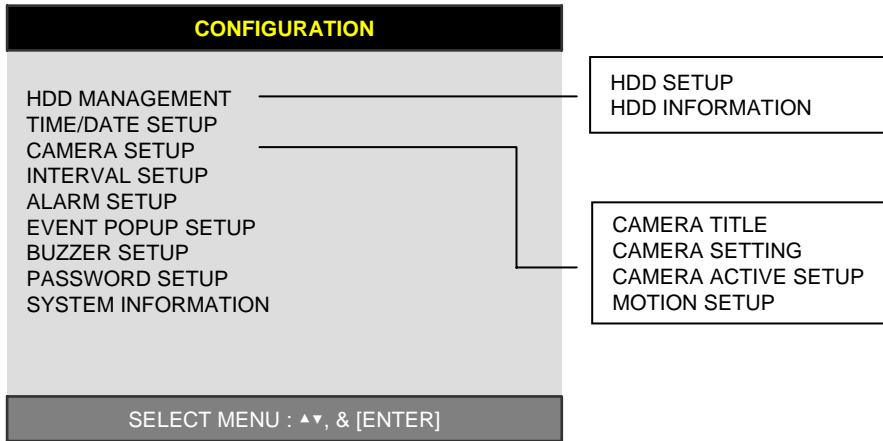 CONFIGURATION
HDD MANAGEMENT
TIME/DATE SETUP
CAMERA SETUP
INTERVAL SETUP
ALARM SETUP
EVENT POPUP SETUP
BUZZER SETUP
PASSWORD SETUP
SYSTEM INFORMATION
SELECT MENU : ▲▼, & [ENTER]
HDD SETUP
HDD INFORMATION
CAMERA TITLE
CAMERA SETTING
CAMERA ACTIVE SETUP
MOTION SETUP